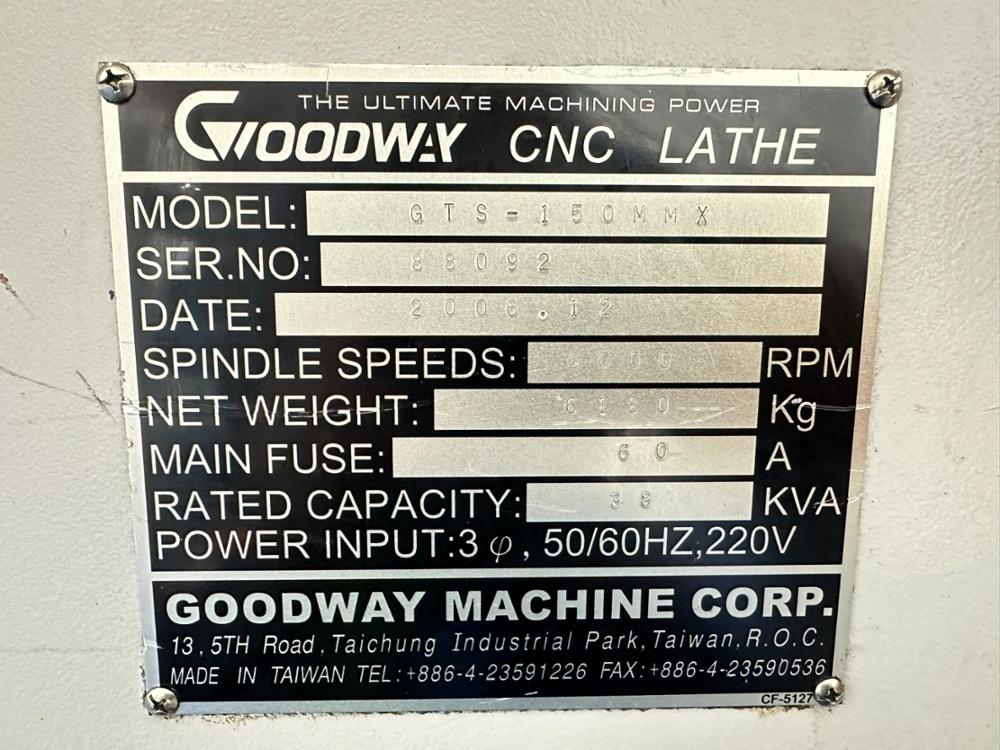 THE ULTIMATE MACHINING POWER
GOODWAY CNC LATHE
MODEL: GTS-150MMX
SER.NO: 88092
DATE: 2006.12
SPINDLE SPEEDS: 6000 RPM
NET WEIGHT: 6180 Kg
MAIN FUSE: 60 A
RATED CAPACITY: 38 KVA
POWER INPUT:3 φ, 50/60HZ,220V
GOODWAY MACHINE CORP.
13, 5TH Road, Taichung Industrial Park, Taiwan, R.O.C.
MADE IN TAIWAN TEL:+886-4-23591226 FAX:+886-4-23590536
CF-5127